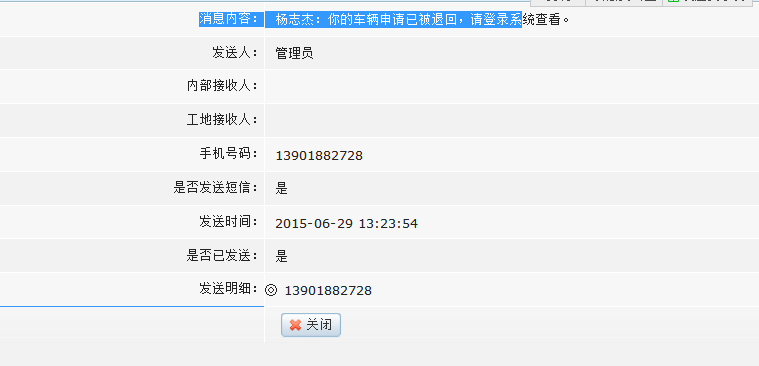 消息内容： 杨志杰：你的车辆申请已被退回，请登录系统查看。
发送人： 管理员
内部接收人：
工地接收人：
手机号码： 13901882728
是否发送短信： 是
发送时间： 2015-06-29 13:23:54
是否已发送： 是
发送明细： ◎ 13901882728
关闭